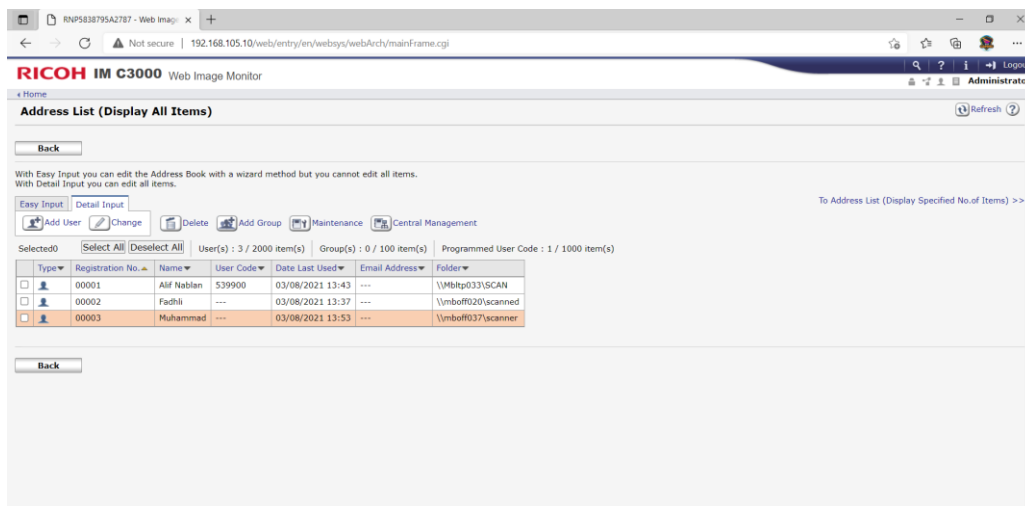 RNP5838795A2787 - Web Imag
Not secure | 192.168.105.10/web/entry/en/websys/webArch/mainFrame.cgi
RICOH IM C3000 Web Image Monitor
? i Logou
Home
Administrato
Address List (Display All Items)
Refresh ?
Back
With Easy Input you can edit the Address Book with a wizard method but you cannot edit all items.
With Detail Input you can edit all items.
Easy Input Detail Input
To Address List (Display Specified No.of Items) >>
Add User Change Delete Add Group Maintenance Central Management
Selected0 Select All Deselect All User(s) : 3 / 2000 item(s) Group(s) : 0 / 100 item(s) Programmed User Code : 1 / 1000 item(s)
Type Registration No. Name User Code Date Last Used Email Address Folder
00001 Alif Nablan 539900 03/08/2021 13:43 --- \\Mbltp033\SCAN
00002 Fadhli --- 03/08/2021 13:37 --- \\mboff020\scanned
00003 Muhammad --- 03/08/2021 13:53 --- \\mboff037\scanner
Back